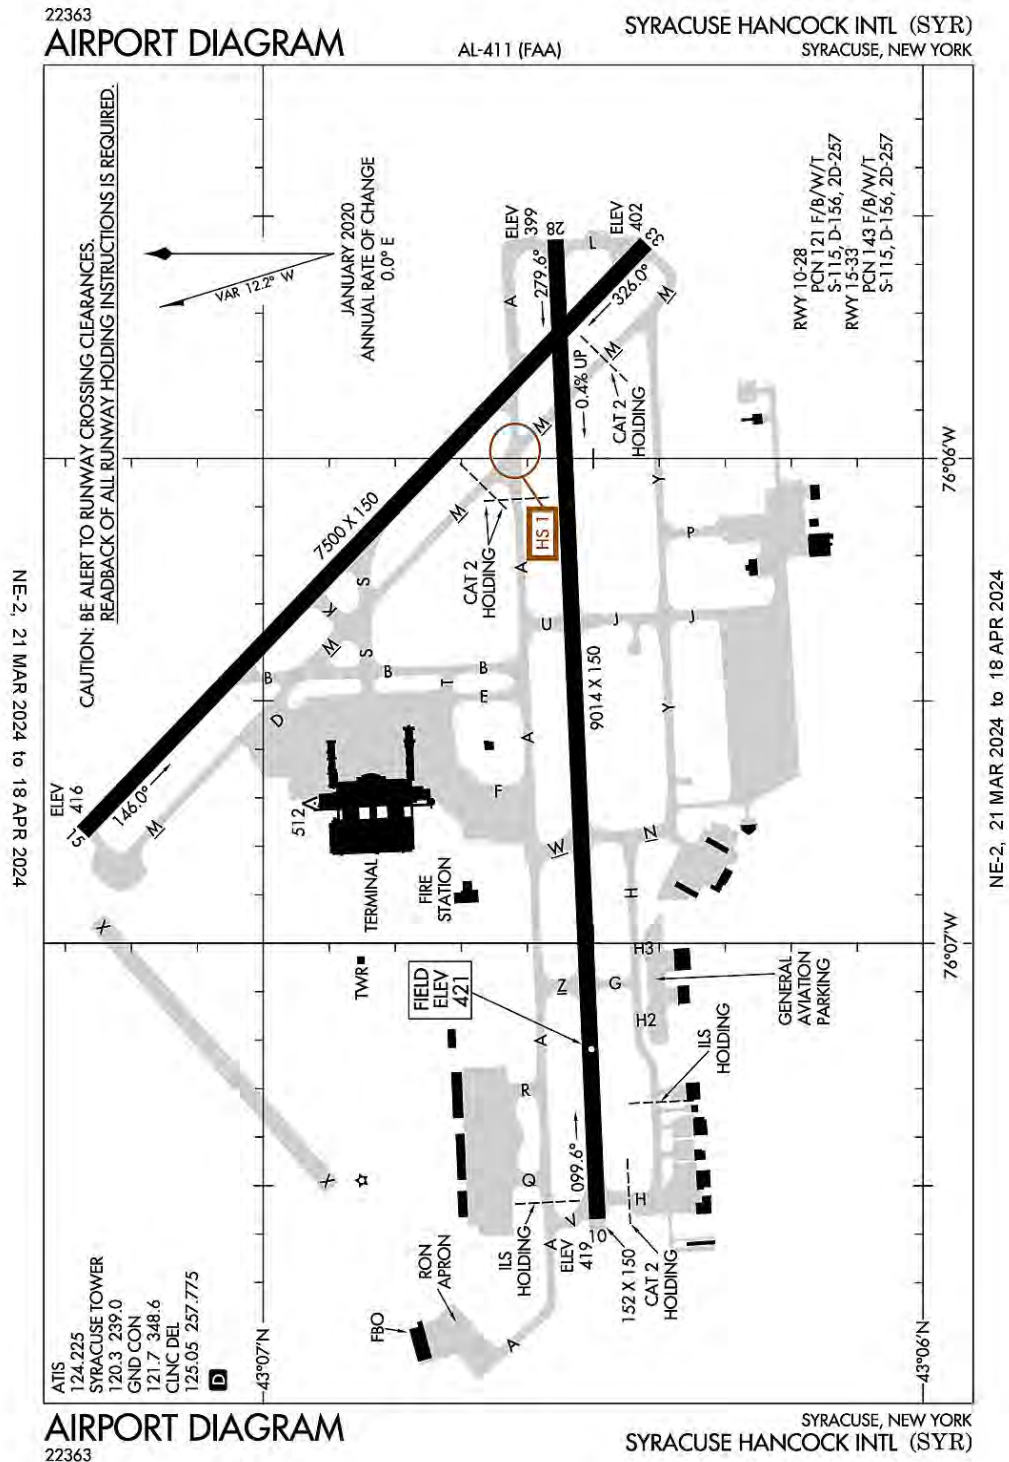 22363
AIRPORT DIAGRAM
AL-411 (FAA)
SYRACUSE HANCOCK INTL (SYR)
SYRACUSE, NEW YORK
CAUTION: BE ALERT TO RUNWAY CROSSING CLEARANCES.
READBACK OF ALL RUNWAY HOLDING INSTRUCTIONS IS REQUIRED.
VAR 12.2° W
JANUARY 2020
ANNUAL RATE OF CHANGE
0.0° E
RWY 10-28
PCN 121 F/B/W/T
S-115, D-156, 2D-257
RWY 15-33
PCN 143 F/B/W/T
S-115, D-156, 2D-257
ELEV
399
28
L
ELEV
402
33
A
279.6°
326.0°
M
M
0.4% UP
CAT 2
HOLDING
M
76°06'W
7500 X 150
M
CAT 2
HOLDING
HS 1
A
Y
P
S
K
M
S
U
J
J
B
B
B
T
E
9014 X 150
D
A
Y
F
ELEV
416
15
146.0°
M
512
TERMINAL
FIRE
STATION
W
N
H
X
TWR
FIELD
ELEV
421
Z
G
H3
H2
GENERAL
AVIATION
PARKING
76°07'W
A
R
ILS
HOLDING
X
Q
099.6°
H
V
A
ILS
HOLDING
ELEV
419
10
152 X 150
CAT 2
HOLDING
RON
APRON
FBO
A
ATIS
124.225
SYRACUSE TOWER
120.3 239.0
GND CON
121.7 348.6
CLNC DEL
125.05 257.775
D
43°07'N
43°06'N
NE-2, 21 MAR 2024 to 18 APR 2024
NE-2, 21 MAR 2024 to 18 APR 2024
AIRPORT DIAGRAM
22363
SYRACUSE, NEW YORK
SYRACUSE HANCOCK INTL (SYR)